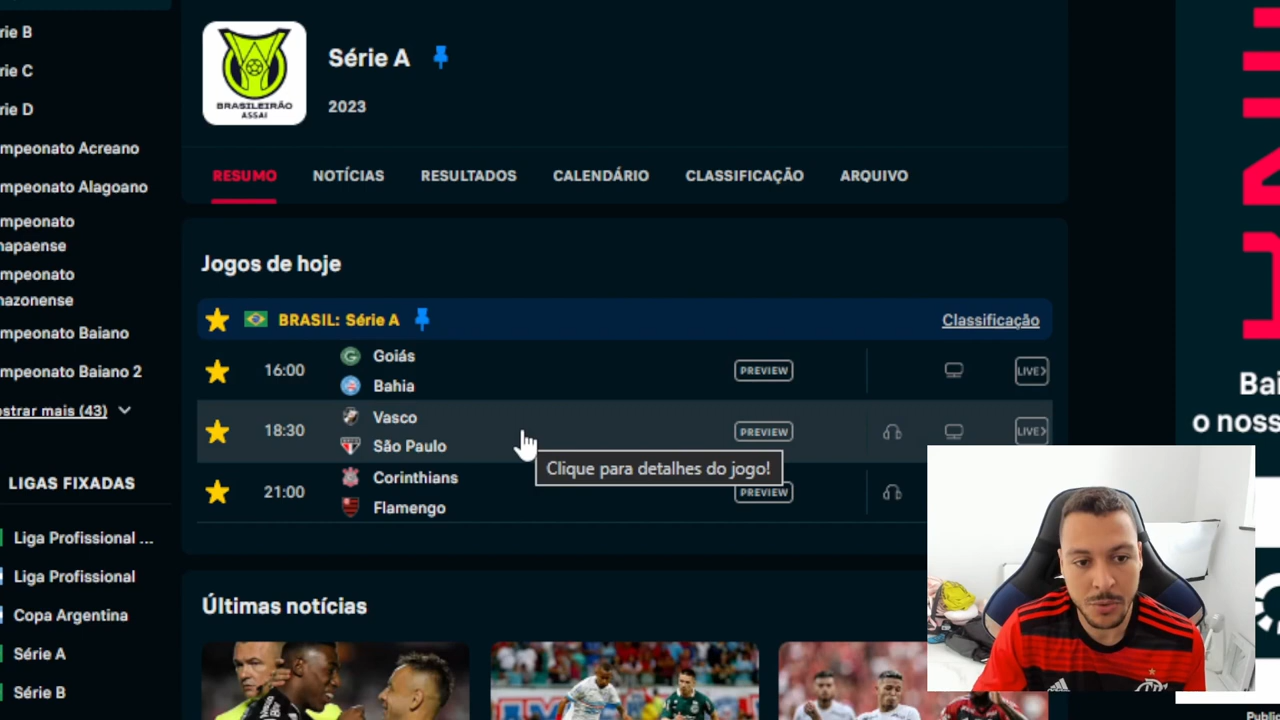 rie B
rie C
rie D
mpeonato Acreano
mpeonato Alagoano
mpeonato
napaense
mpeonato
nazonense
mpeonato Baiano
mpeonato Baiano 2
ostrar mais (43)
LIGAS FIXADAS
Liga Profissional ...
Liga Profissional
Copa Argentina
Série A
Série B
BRASILEIRÃO
ASSAÍ
Série A
2023
RESUMO NOTÍCIAS RESULTADOS CALENDÁRIO CLASSIFICAÇÃO ARQUIVO
Jogos de hoje
BRASIL: Série A Classificação
16:00 Goiás PREVIEW LIVE
Bahia
18:30 Vasco PREVIEW LIVE
São Paulo
Clique para detalhes do jogo!
21:00 Corinthians PREVIEW
Flamengo
Últimas notícias
Bai
o noss
Public